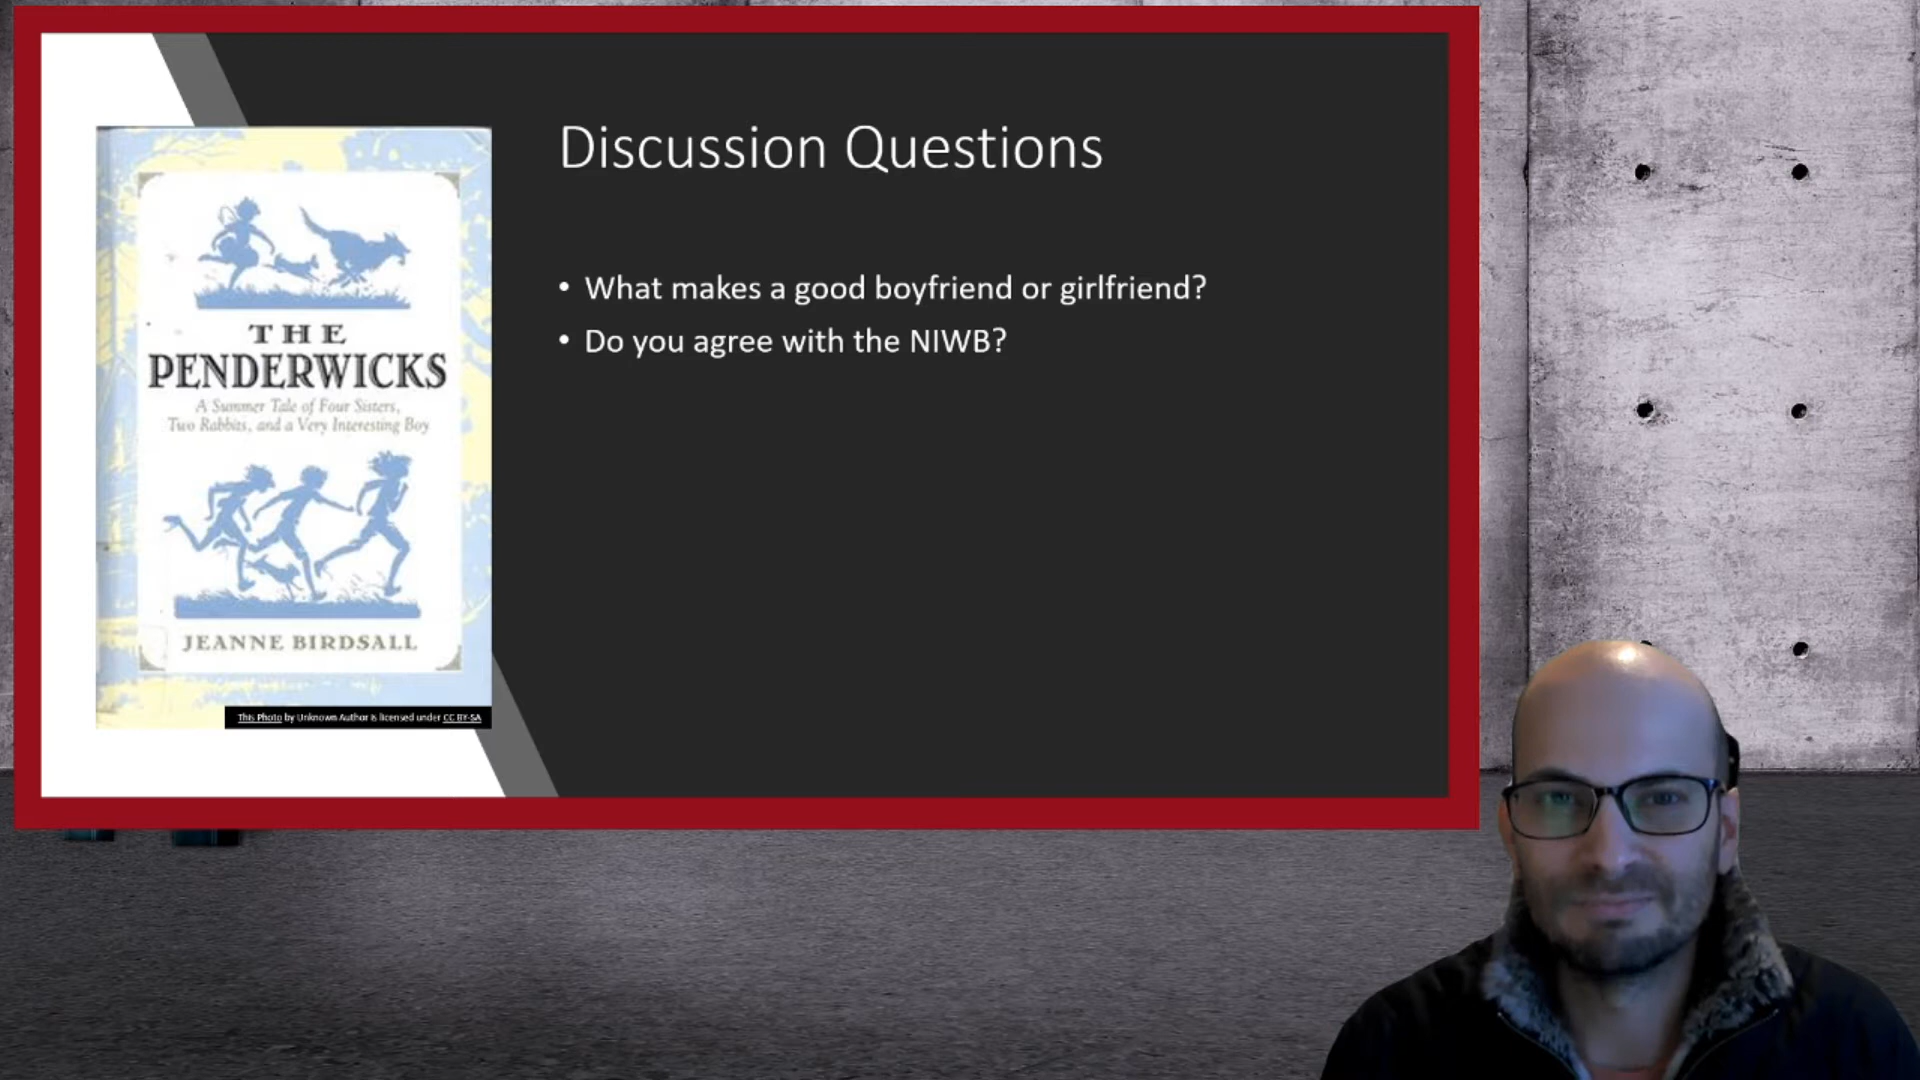 Discussion Questions
• What makes a good boyfriend or girlfriend?
• Do you agree with the NIWB?
THE
PENDERWICKS
A Summer Tale of Four Sisters,
Two Rabbits, and a Very Interesting Boy
JEANNE BIRDSALL
This Photo by Unknown Author is licensed under CC BY-SA